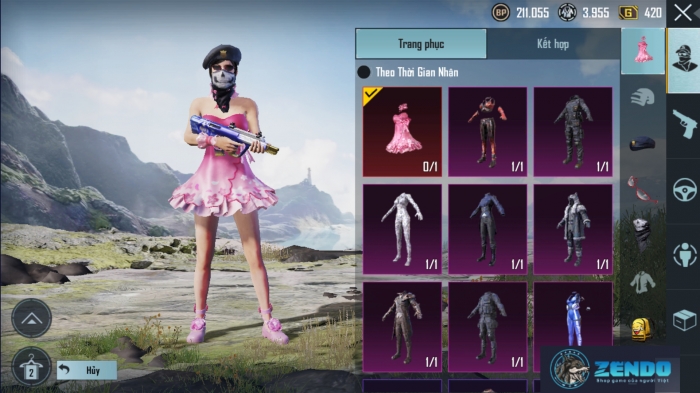 BP 211.055 3.955 G 420
Trang phục Kết hợp
Theo Thời Gian Nhận
0/1 1/1 1/1
1/1 1/1 1/1
1/1 1/1
2 Hủy
ZENDO
Shop game của người Việt